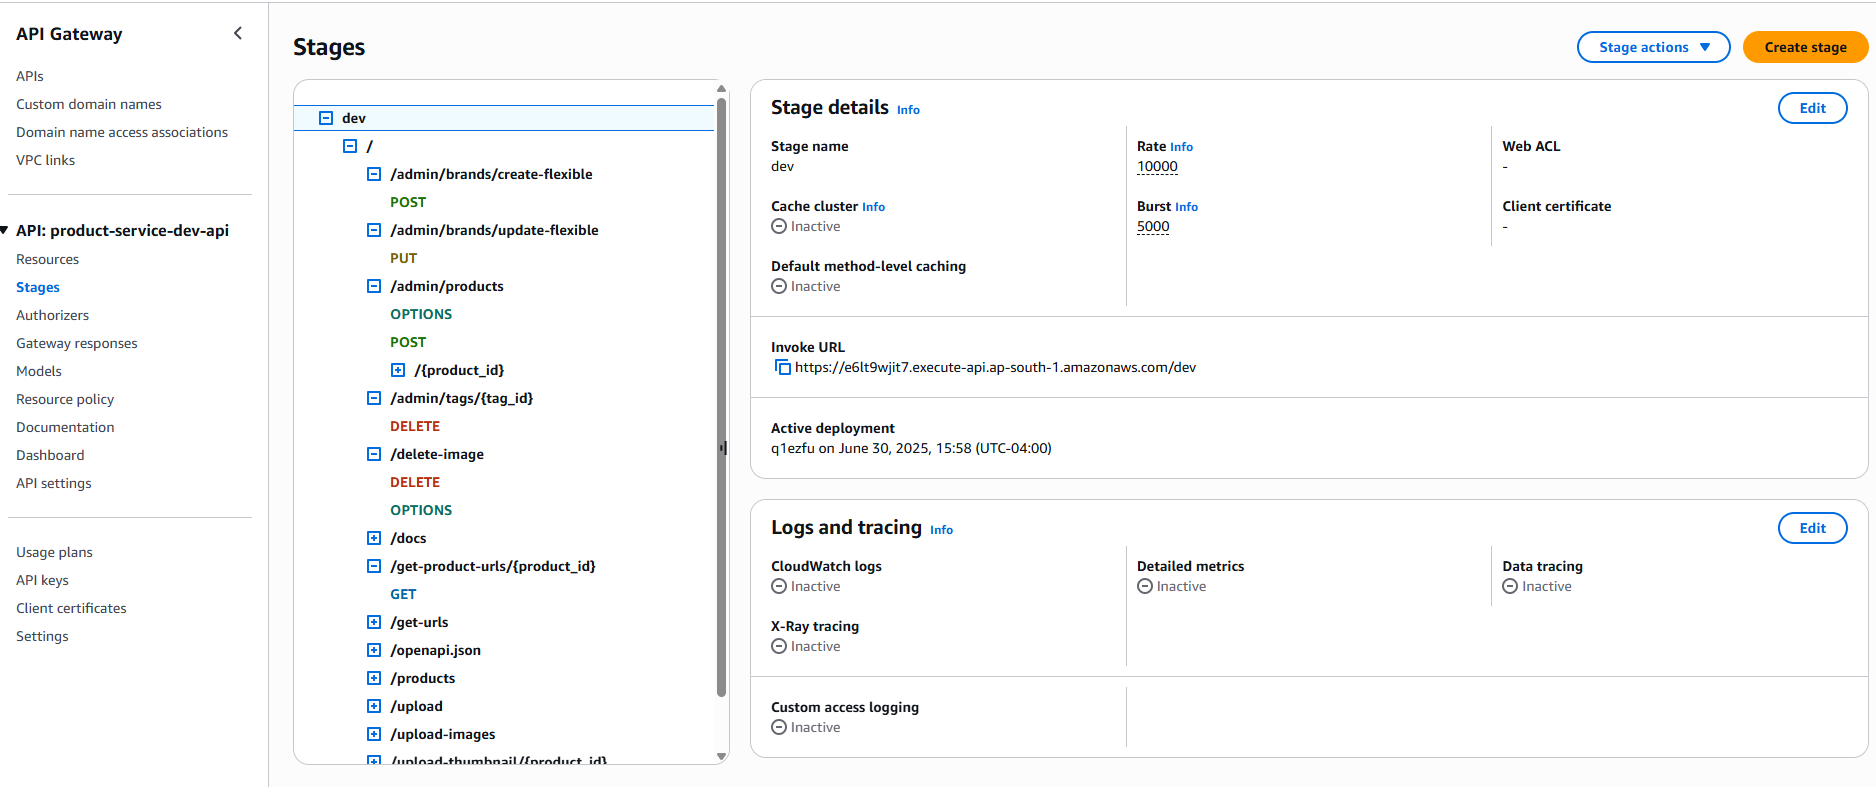 API Gateway
APIs
Custom domain names
Domain name access associations
VPC links
API: product-service-dev-api
Resources
Stages
Authorizers
Gateway responses
Models
Resource policy
Documentation
Dashboard
API settings
Usage plans
API keys
Client certificates
Settings
Stages
Stage actions
Create stage
dev
/
/admin/brands/create-flexible
POST
/admin/brands/update-flexible
PUT
/admin/products
OPTIONS
POST
/{product_id}
/admin/tags/{tag_id}
DELETE
/delete-image
DELETE
OPTIONS
/docs
/get-product-urls/{product_id}
GET
/get-urls
/openapi.json
/products
/upload
/upload-images
/upload-thumbnail/{product_id}
Stage details Info
Edit
Stage name
dev
Rate Info
10000
Web ACL
-
Cache cluster Info
Inactive
Burst Info
5000
Client certificate
-
Default method-level caching
Inactive
Invoke URL
https://e6lt9wjit7.execute-api.ap-south-1.amazonaws.com/dev
Active deployment
q1ezfu on June 30, 2025, 15:58 (UTC-04:00)
Logs and tracing Info
Edit
CloudWatch logs
Inactive
Detailed metrics
Inactive
Data tracing
Inactive
X-Ray tracing
Inactive
Custom access logging
Inactive